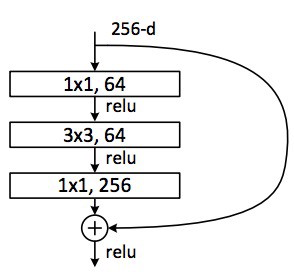 256-d
1x1, 64
relu
3x3, 64
relu
1x1, 256
+
relu